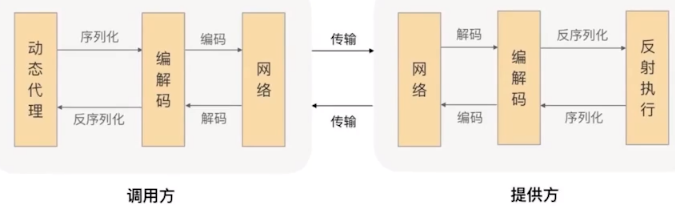 动态代理
序列化
反序列化
编解码
编码
解码
网络
传输
传输
网络
解码
编码
编解码
反序列化
序列化
反射执行
调用方
提供方